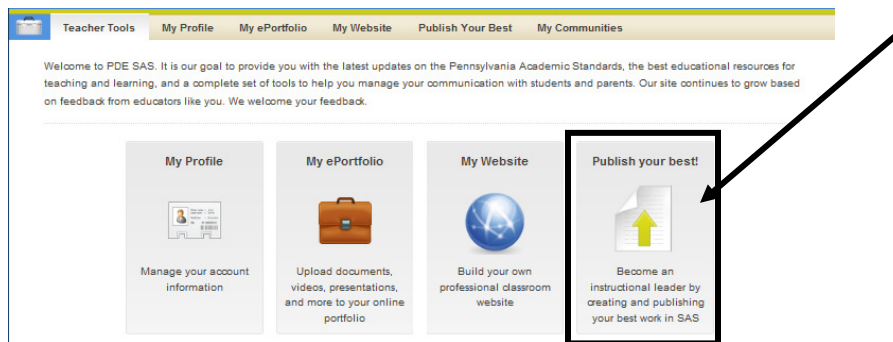 Teacher Tools My Profile My ePortfolio My Website Publish Your Best My Communities
Welcome to PDE SAS. It is our goal to provide you with the latest updates on the Pennsylvania Academic Standards, the best educational resources for
teaching and learning, and a complete set of tools to help you manage your communication with students and parents. Our site continues to grow based
on feedback from educators like you. We welcome your feedback.
My Profile
Manage your account
information
My ePortfolio
Upload documents,
videos, presentations,
and more to your online
portfolio
My Website
Build your own
professional classroom
website
Publish your best!
Become an
instructional leader by
creating and publishing
your best work in SAS